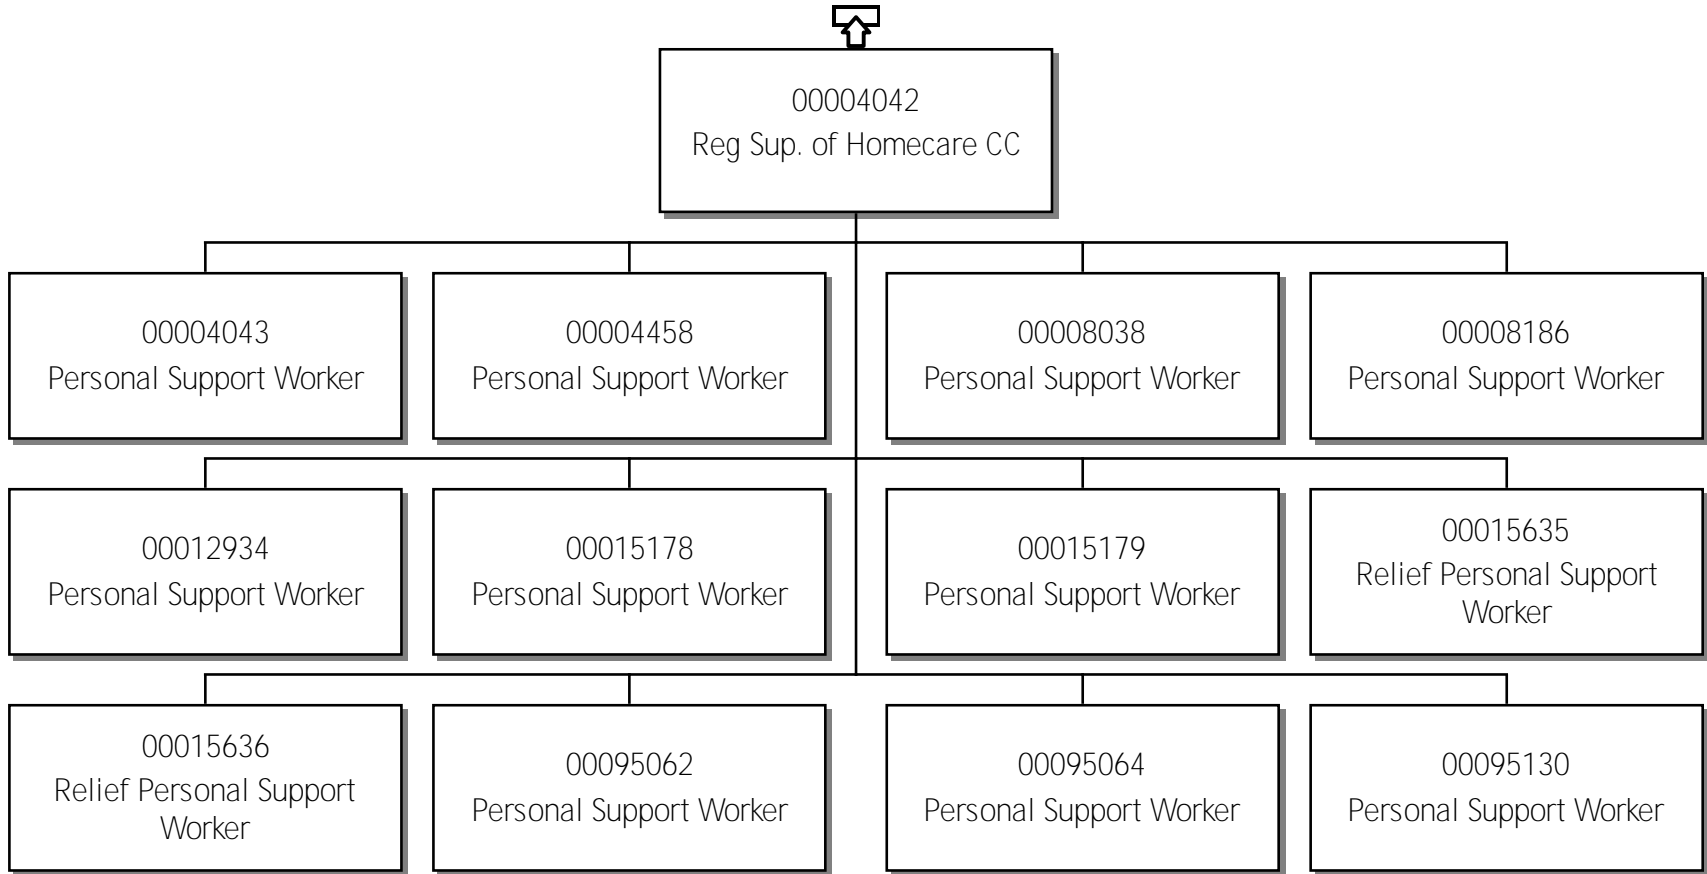 00004042
Reg Sup. of Homecare CC
00004043
Personal Support Worker
00004458
Personal Support Worker
00008038
Personal Support Worker
00008186
Personal Support Worker
00012934
Personal Support Worker
00015178
Personal Support Worker
00015179
Personal Support Worker
00015635
Relief Personal Support
Worker
00015636
Relief Personal Support
Worker
00095062
Personal Support Worker
00095064
Personal Support Worker
00095130
Personal Support Worker